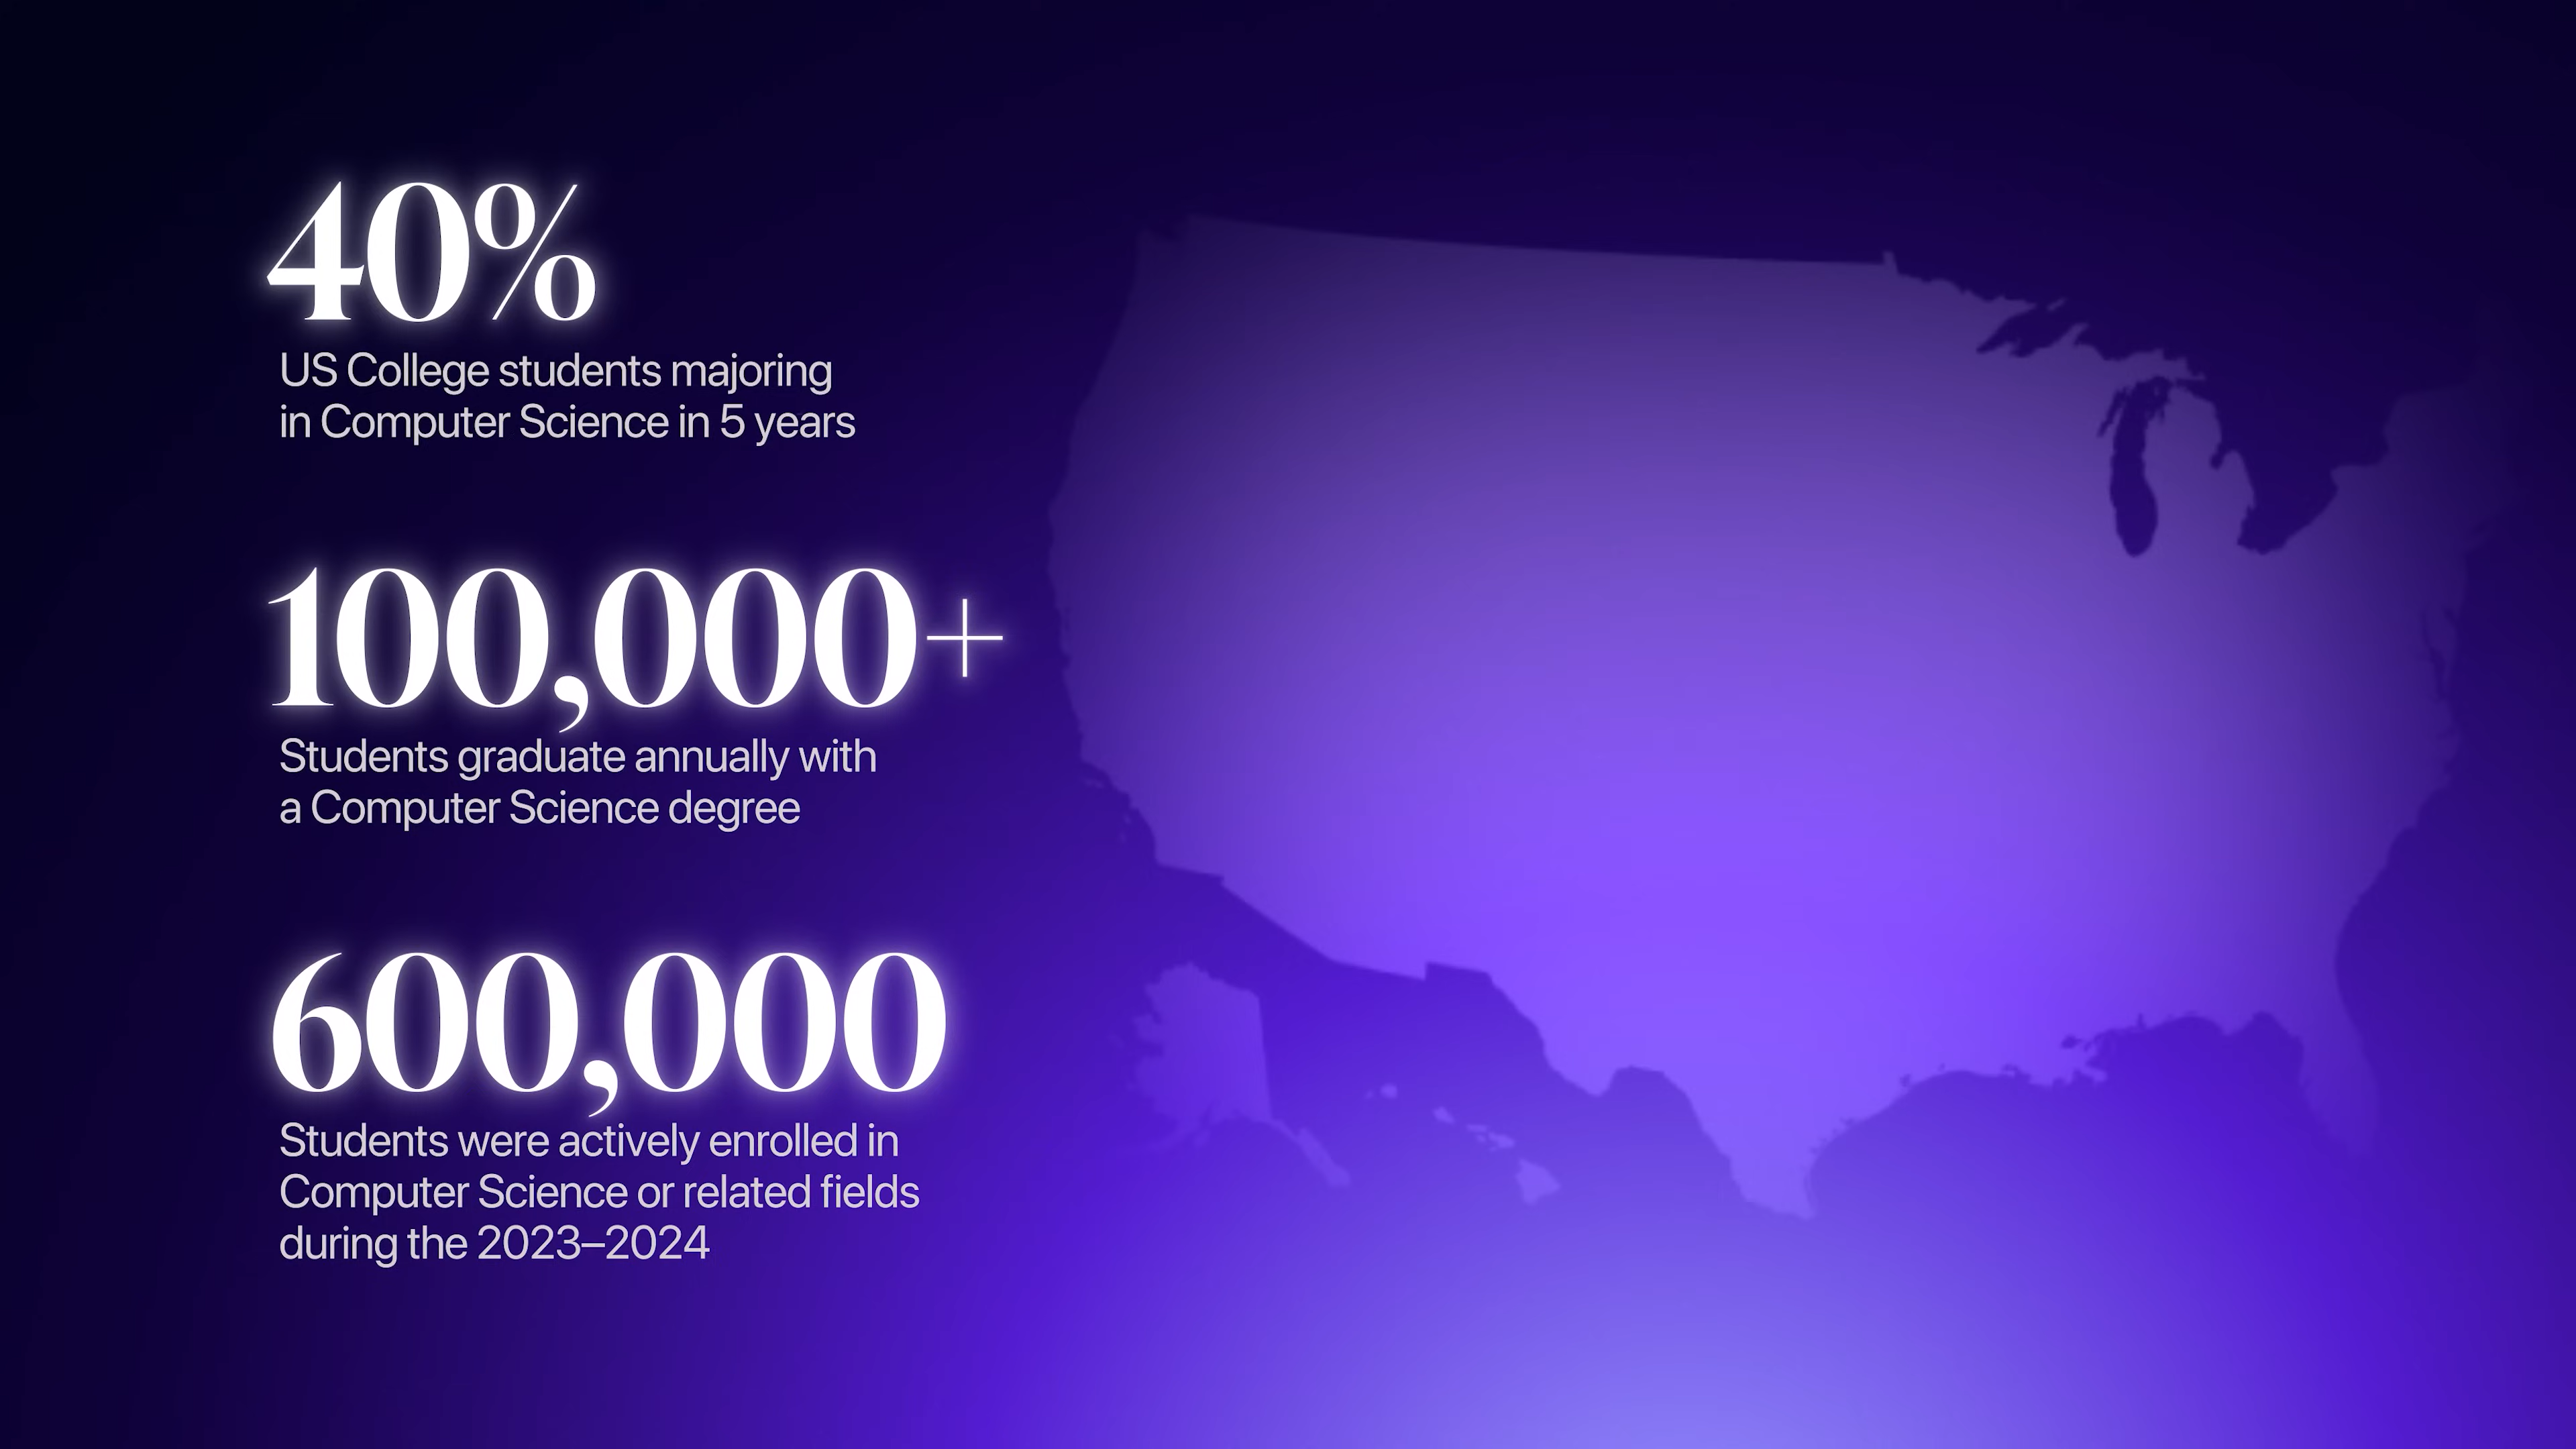 40%
US College students majoring
in Computer Science in 5 years
100,000+
Students graduate annually with
a Computer Science degree
600,000
Students were actively enrolled in
Computer Science or related fields
during the 2023–2024